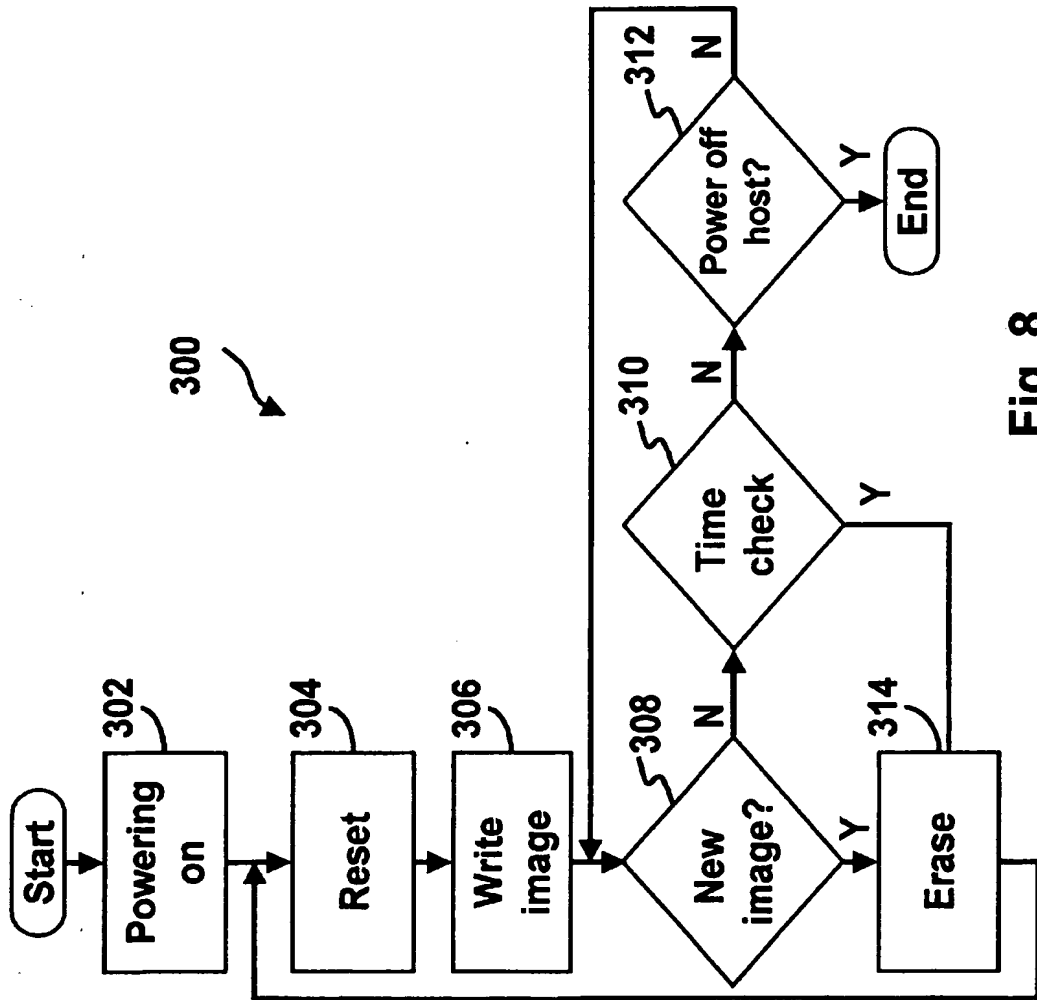 300
Start
Powering
on
302
Reset
304
Write
image
306
New
image?
308
N
Y
Time
check
310
N
Y
Power off
host?
312
N
Y
End
Erase
314
Fig. 8